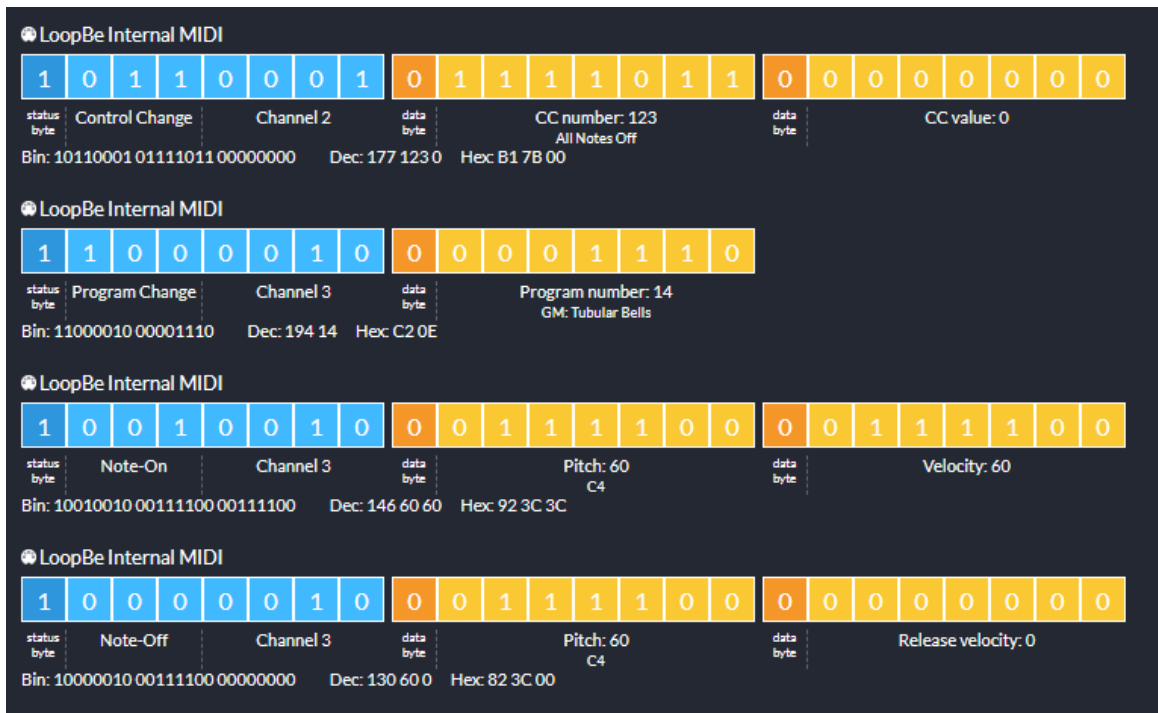 LoopBe Internal MIDI
1 0 1 1 0 0 0 1 0 1 1 1 1 0 1 1 0 0 0 0 0 0 0 0
status byte Control Change Channel 2 data byte CC number: 123 data byte CC value: 0
All Notes Off
Bin: 10110001 01111011 00000000 Dec: 177 123 0 Hex: B1 7B 00
LoopBe Internal MIDI
1 1 0 0 0 0 1 0 0 0 0 0 1 1 1 0
status byte Program Change Channel 3 data byte Program number: 14
GM: Tubular Bells
Bin: 11000010 00001110 Dec: 194 14 Hex: C2 0E
LoopBe Internal MIDI
1 0 0 1 0 0 1 0 0 0 1 1 1 1 0 0 0 0 1 1 1 1 0 0
status byte Note-On Channel 3 data byte Pitch: 60 data byte Velocity: 60
C4
Bin: 10010010 00111100 00111100 Dec: 146 60 60 Hex: 92 3C 3C
LoopBe Internal MIDI
1 0 0 0 0 0 1 0 0 0 1 1 1 1 0 0 0 0 0 0 0 0 0 0
status byte Note-Off Channel 3 data byte Pitch: 60 data byte Release velocity: 0
C4
Bin: 10000010 00111100 00000000 Dec: 130 60 0 Hex: 82 3C 00